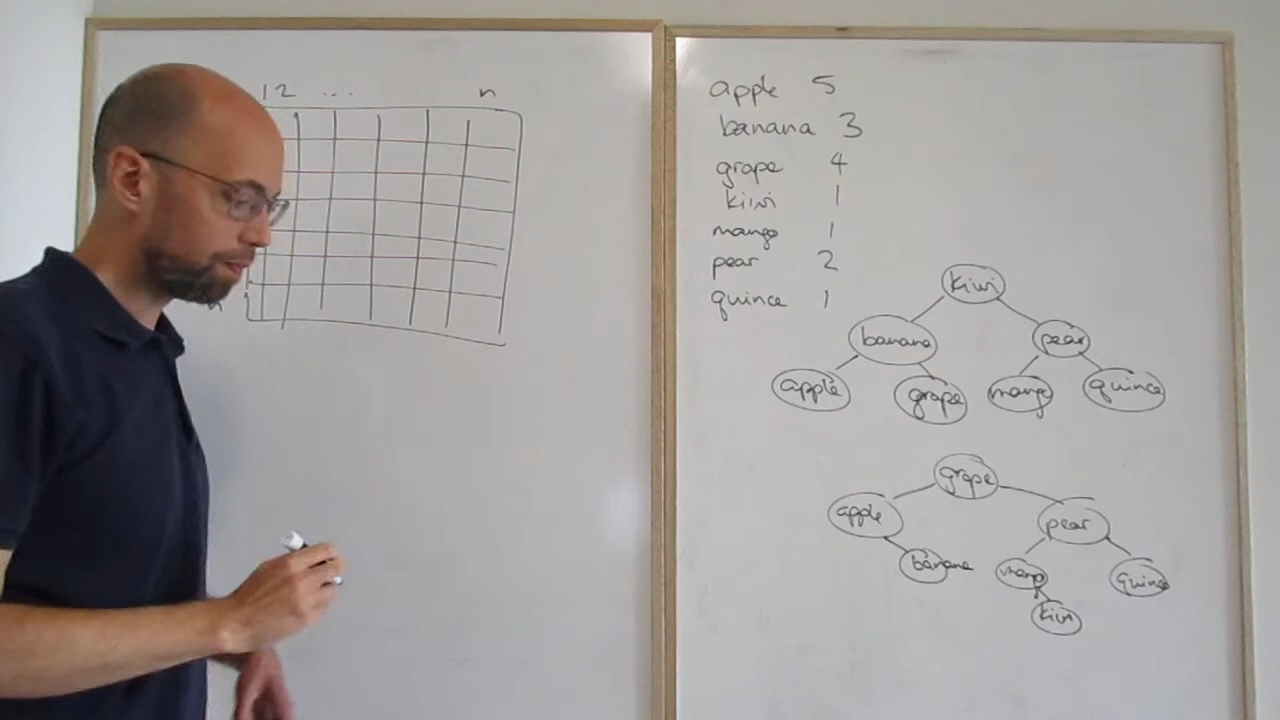 1 2 ... n
n
apple 5
banana 3
grape 4
kiwi 1
mango 1
pear 2
quince 1
kiwi
banana pear
apple grape mango quince
grape
apple pear
banana mango quince
kiwi